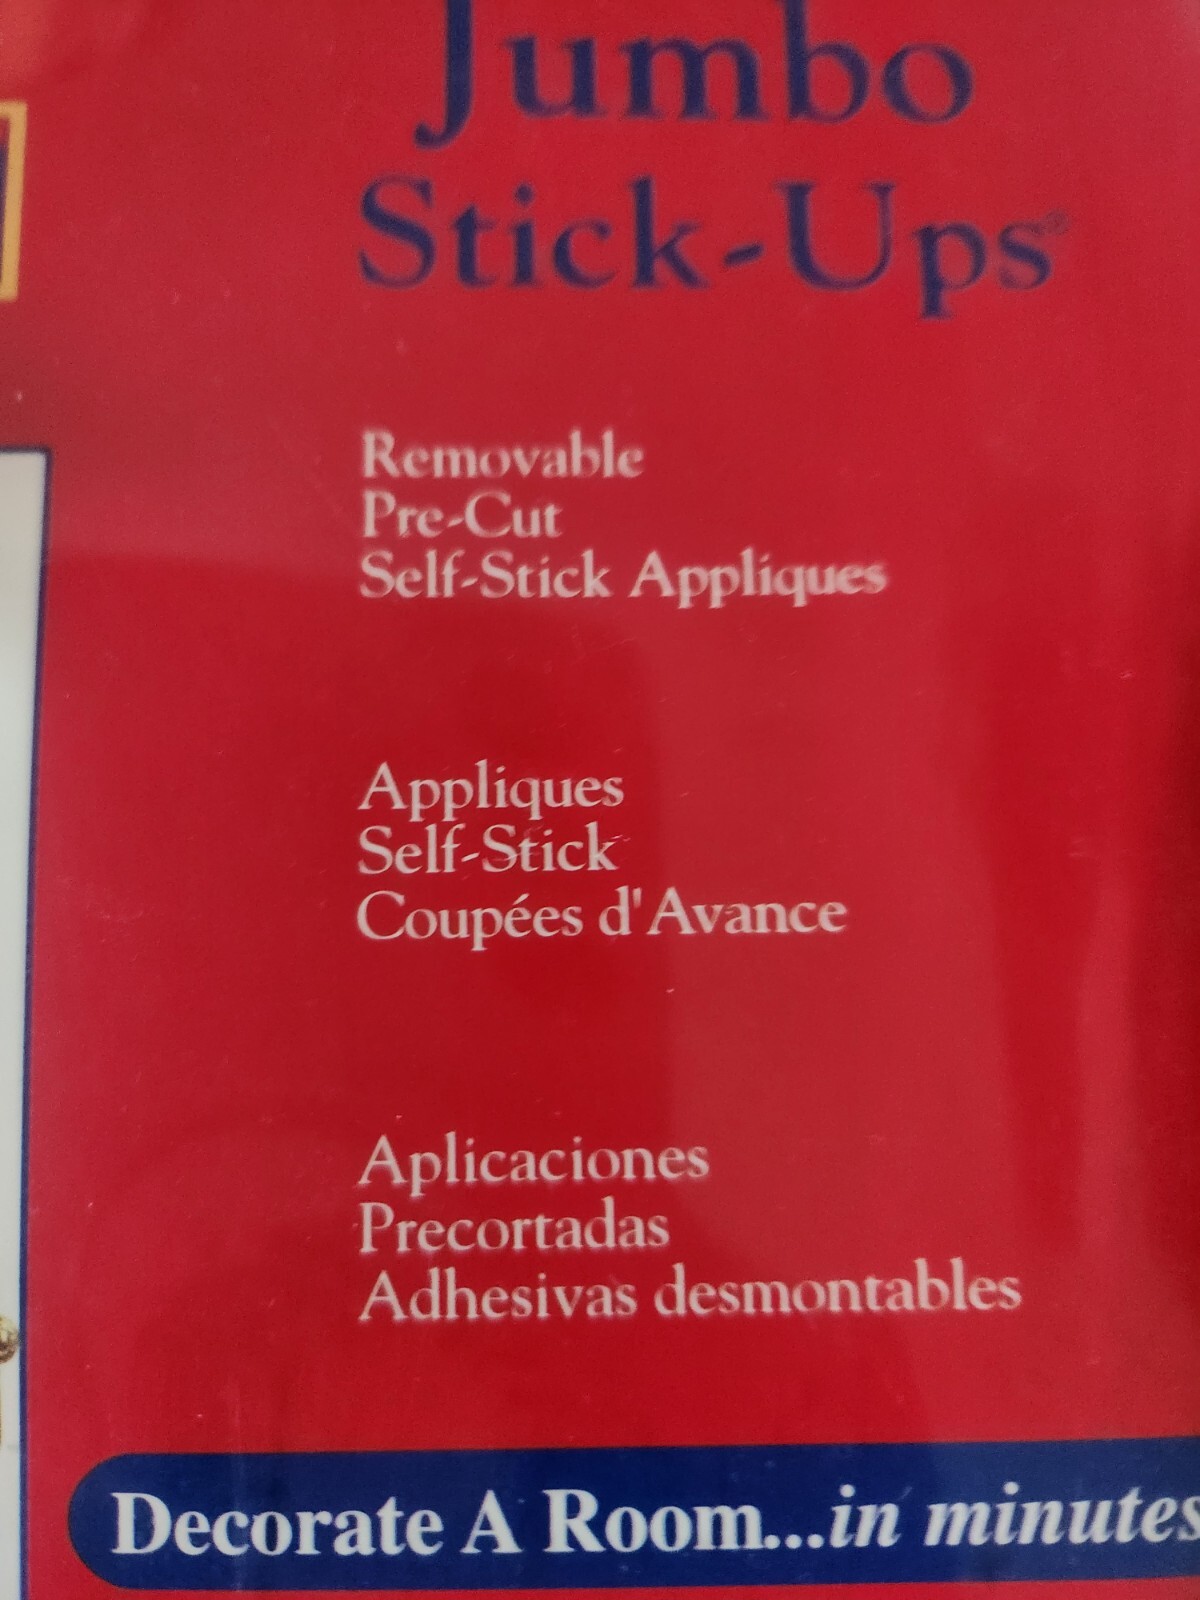 Jumbo
Stick-Ups®
Removable
Pre-Cut
Self-Stick Appliques
Appliques
Self-Stick
Coupées d'Avance
Aplicaciones
Precortadas
Adhesivas desmontables
Decorate A Room...in minutes